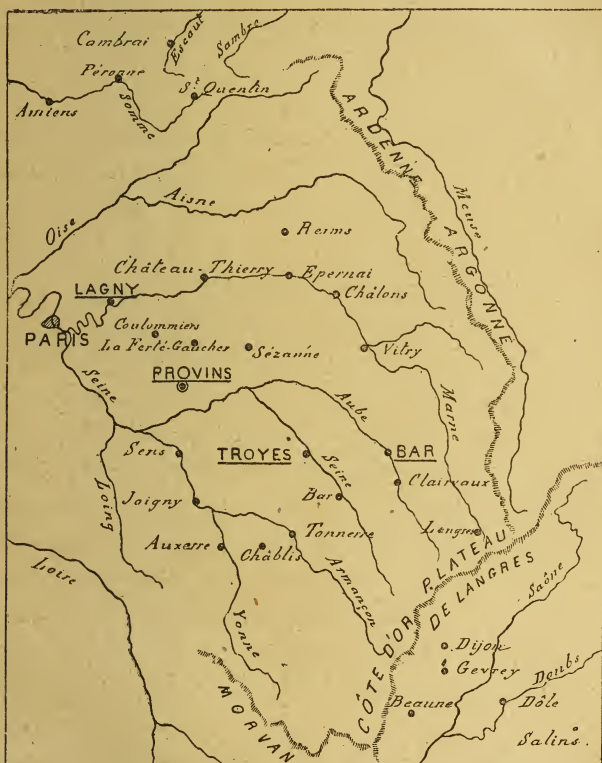 Cambrai
Escaut
Sambre
Péronne
St Quentin
Somme
Amiens
ARDENNE
Meuse
Aisne
Oise
Reims
ARGONNE
Château-Thierry
Epernai
LAGNY
Châlons
PARIS
Coulommiers
La Ferté-Gaucher
Sézanne
Vitry
PROVINS
Seine
Aube
Marne
Sens
TROYES
Seine
BAR
Clairvaux
Loing
Joigny
Bar
Langres
Auxerre
Châblis
Tonnerre
Armançon
Loire
Yonne
PLATEAU
DE LANGRES
Saône
CÔTE D'OR
Dijon
Gevrey
Doubs
MORVAN
Beaune
Dôle
Salins